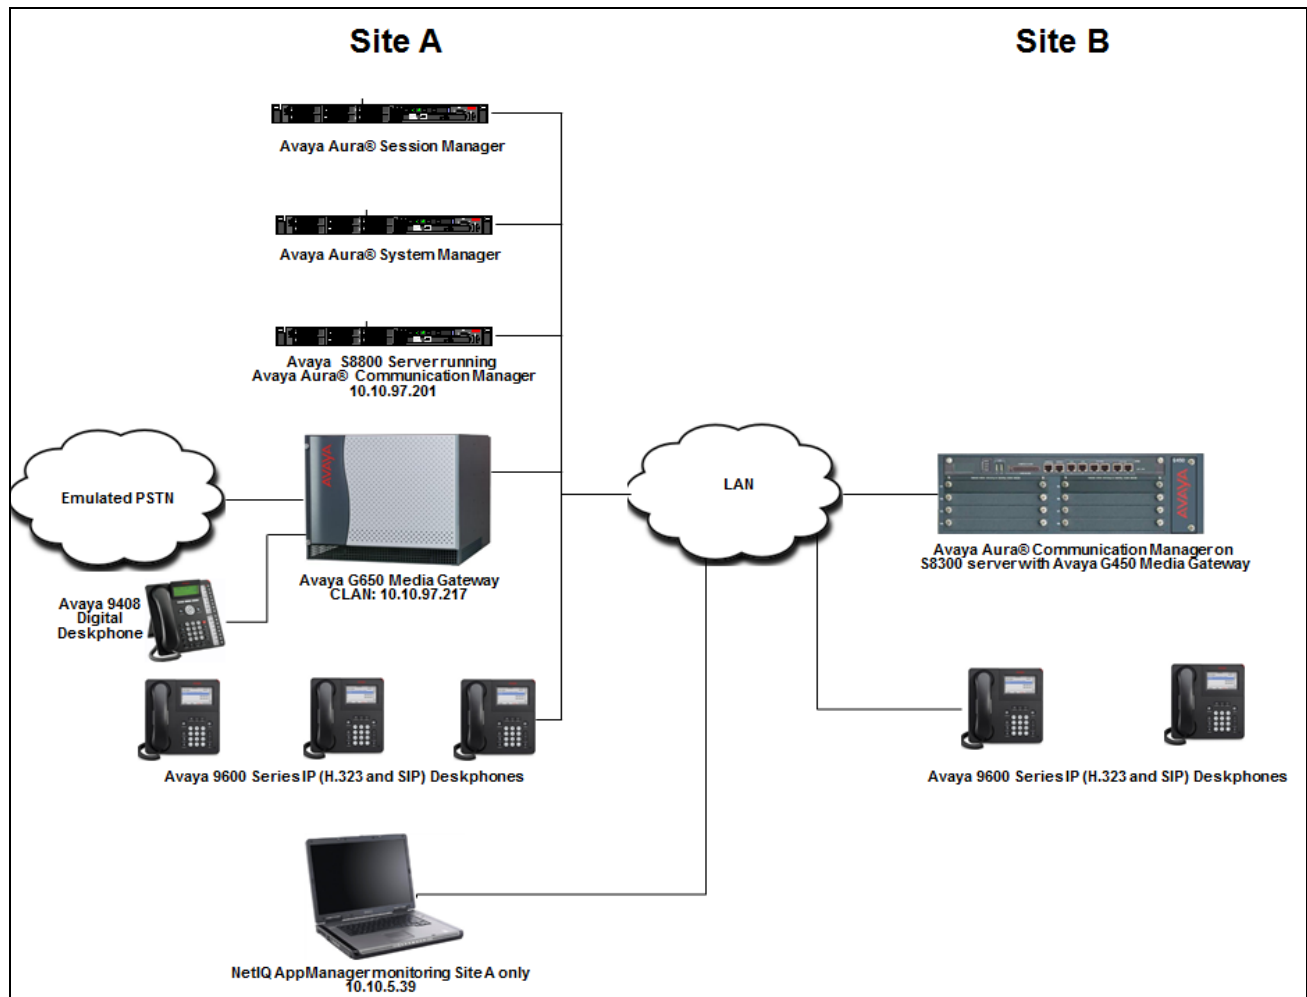 Site A
Site B
Avaya Aura® Session Manager
Avaya Aura® System Manager
Avaya S8800 Server running
Avaya Aura® Communication Manager
10.10.97.201
Emulated PSTN
AVAYA
LAN
G450
AVAYA
Avaya G650 Media Gateway
CLAN: 10.10.97.217
Avaya Aura® Communication Manager on
S8300 server with Avaya G450 Media Gateway
Avaya 9408
Digital
Deskphone
Avaya 9600 Series IP (H.323 and SIP) Deskphones
Avaya 9600 Series IP (H.323 and SIP) Deskphones
NetIQ AppManager monitoring Site A only
10.10.5.39